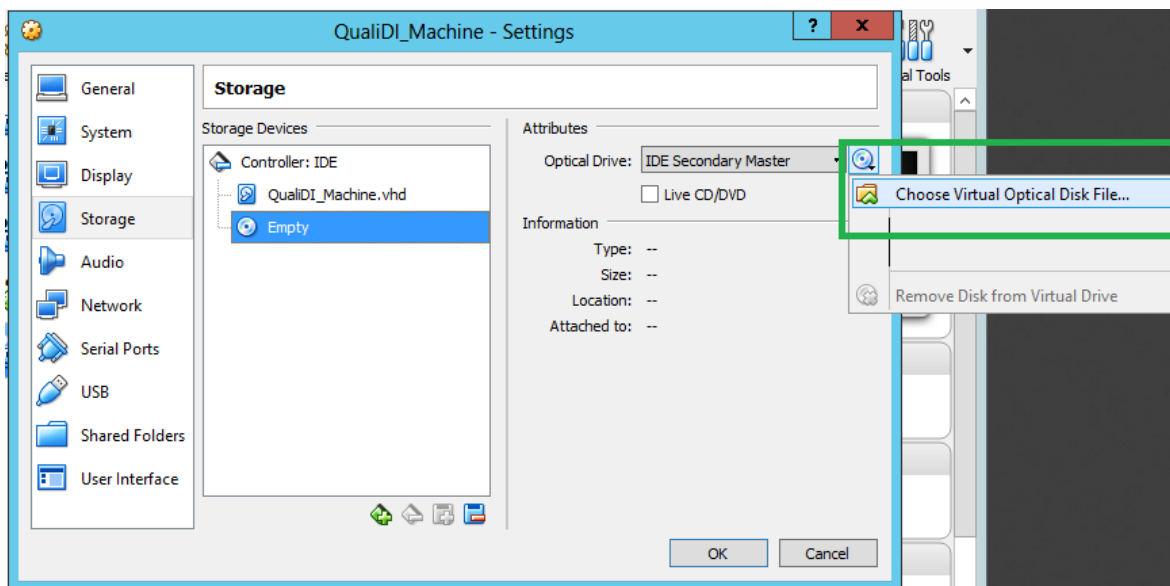 QualiDI_Machine - Settings
?
x
al Tools
General
System
Display
Storage
Audio
Network
Serial Ports
USB
Shared Folders
User Interface
Storage
Storage Devices
Controller: IDE
QualiDI_Machine.vhd
Empty
Attributes
Optical Drive: IDE Secondary Master
Live CD/DVD
Information
Type: --
Size: --
Location: --
Attached to: --
Choose Virtual Optical Disk File...
Remove Disk from Virtual Drive
OK
Cancel